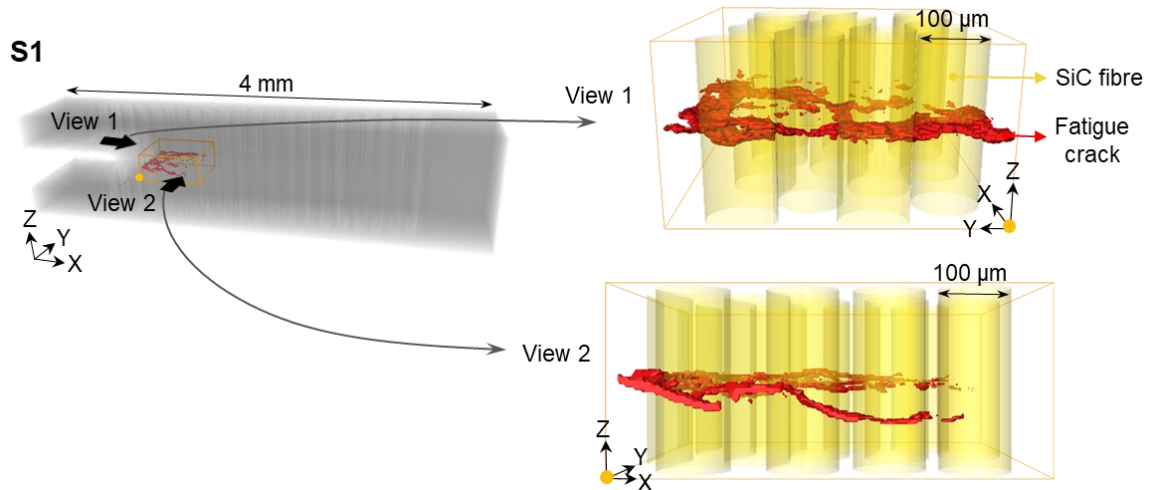 S1
4 mm
View 1
View 2
Z
Y
X
View 1
100 µm
SiC fibre
Fatigue
crack
Z
X
Y
View 2
100 µm
Z
Y
X